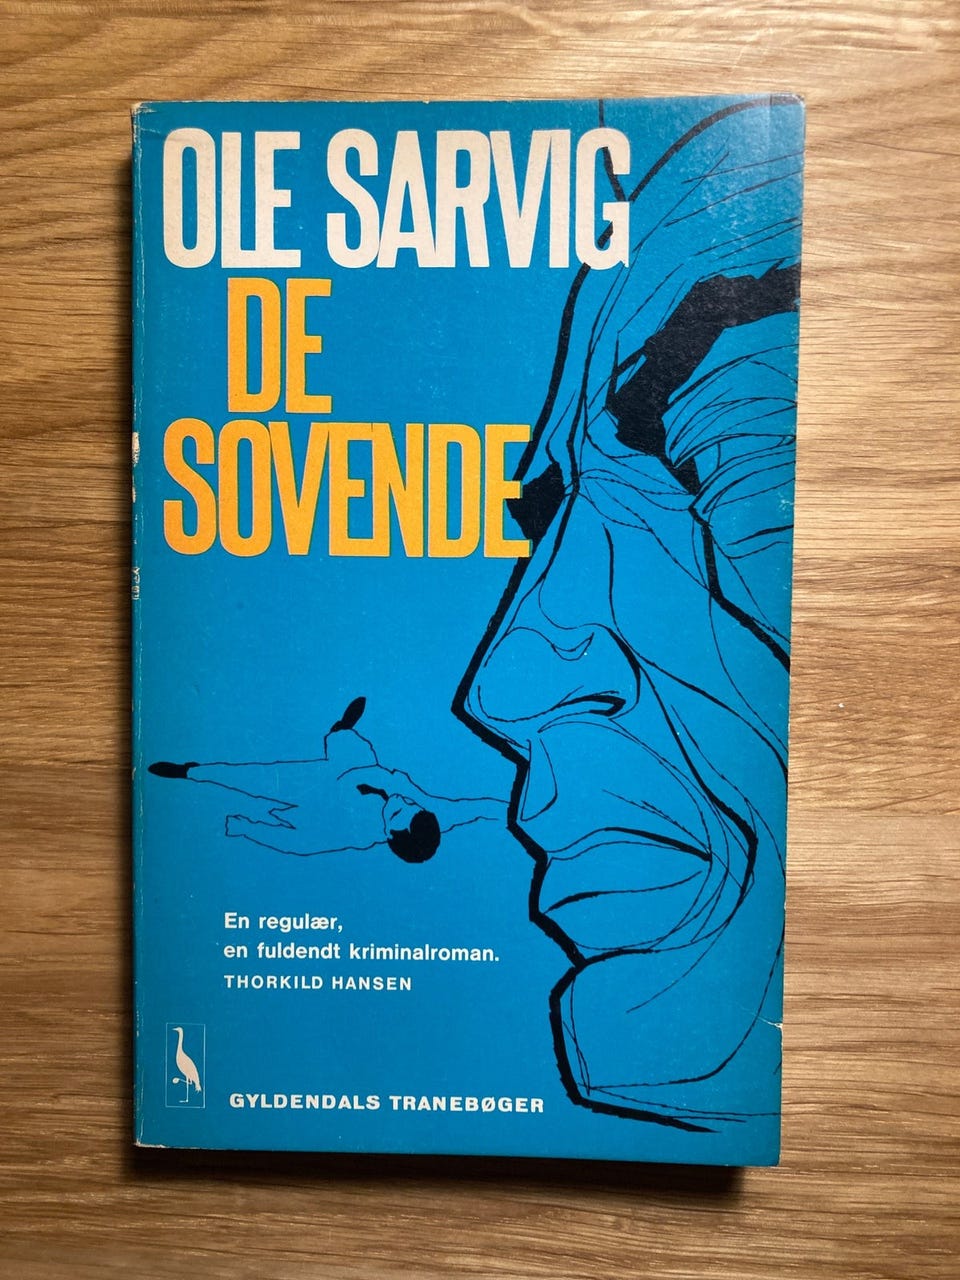 OLE SARVIG
DE
SOVENDE
En regulær,
en fuldendt kriminalroman.
THORKILD HANSEN
GYLDENDALS TRANEBØGER